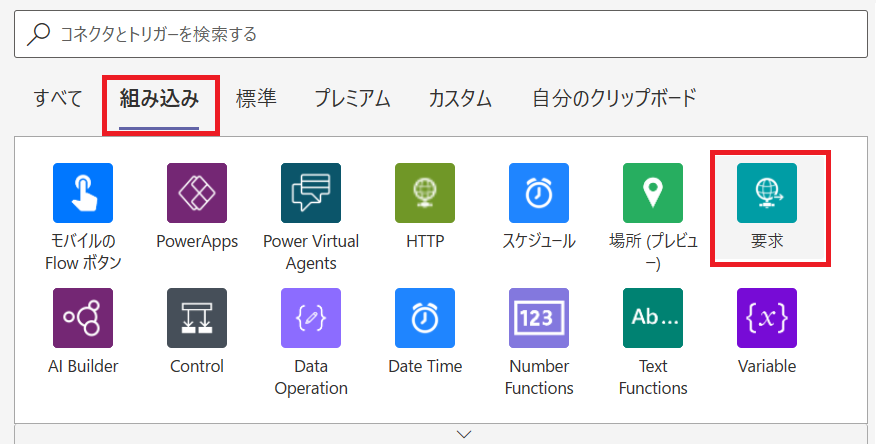 コネクタとトリガーを検索する
すべて 組み込み 標準 プレミアム カスタム 自分のクリップボード
モバイルの Flow ボタン
PowerApps
Power Virtual Agents
HTTP
スケジュール
場所 (プレビュー)
要求
AI Builder
Control
Data Operation
Date Time
123
Number Functions
Ab...
Text Functions
{x}
Variable